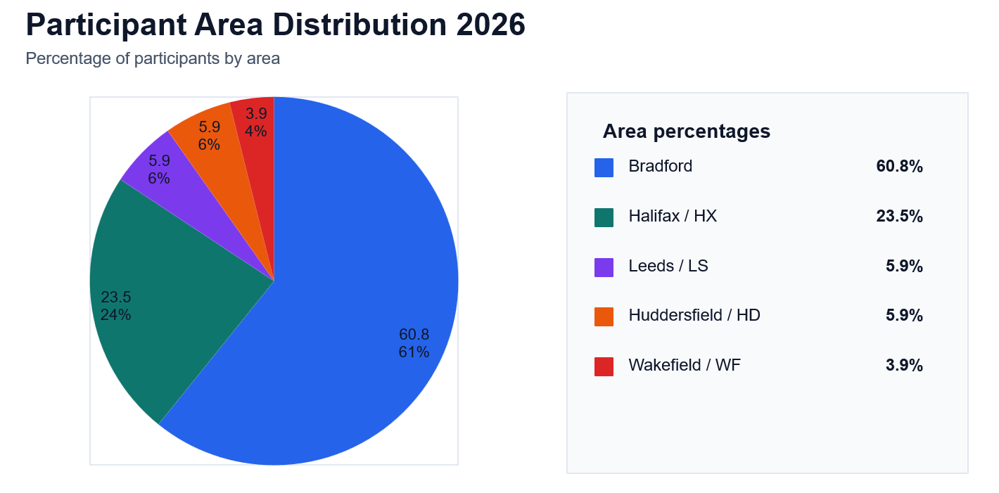 Participant Area Distribution 2026
Percentage of participants by area
3.9
4%
5.9
6%
5.9
6%
23.5
24%
60.8
61%
Area percentages
Bradford 60.8%
Halifax / HX 23.5%
Leeds / LS 5.9%
Huddersfield / HD 5.9%
Wakefield / WF 3.9%